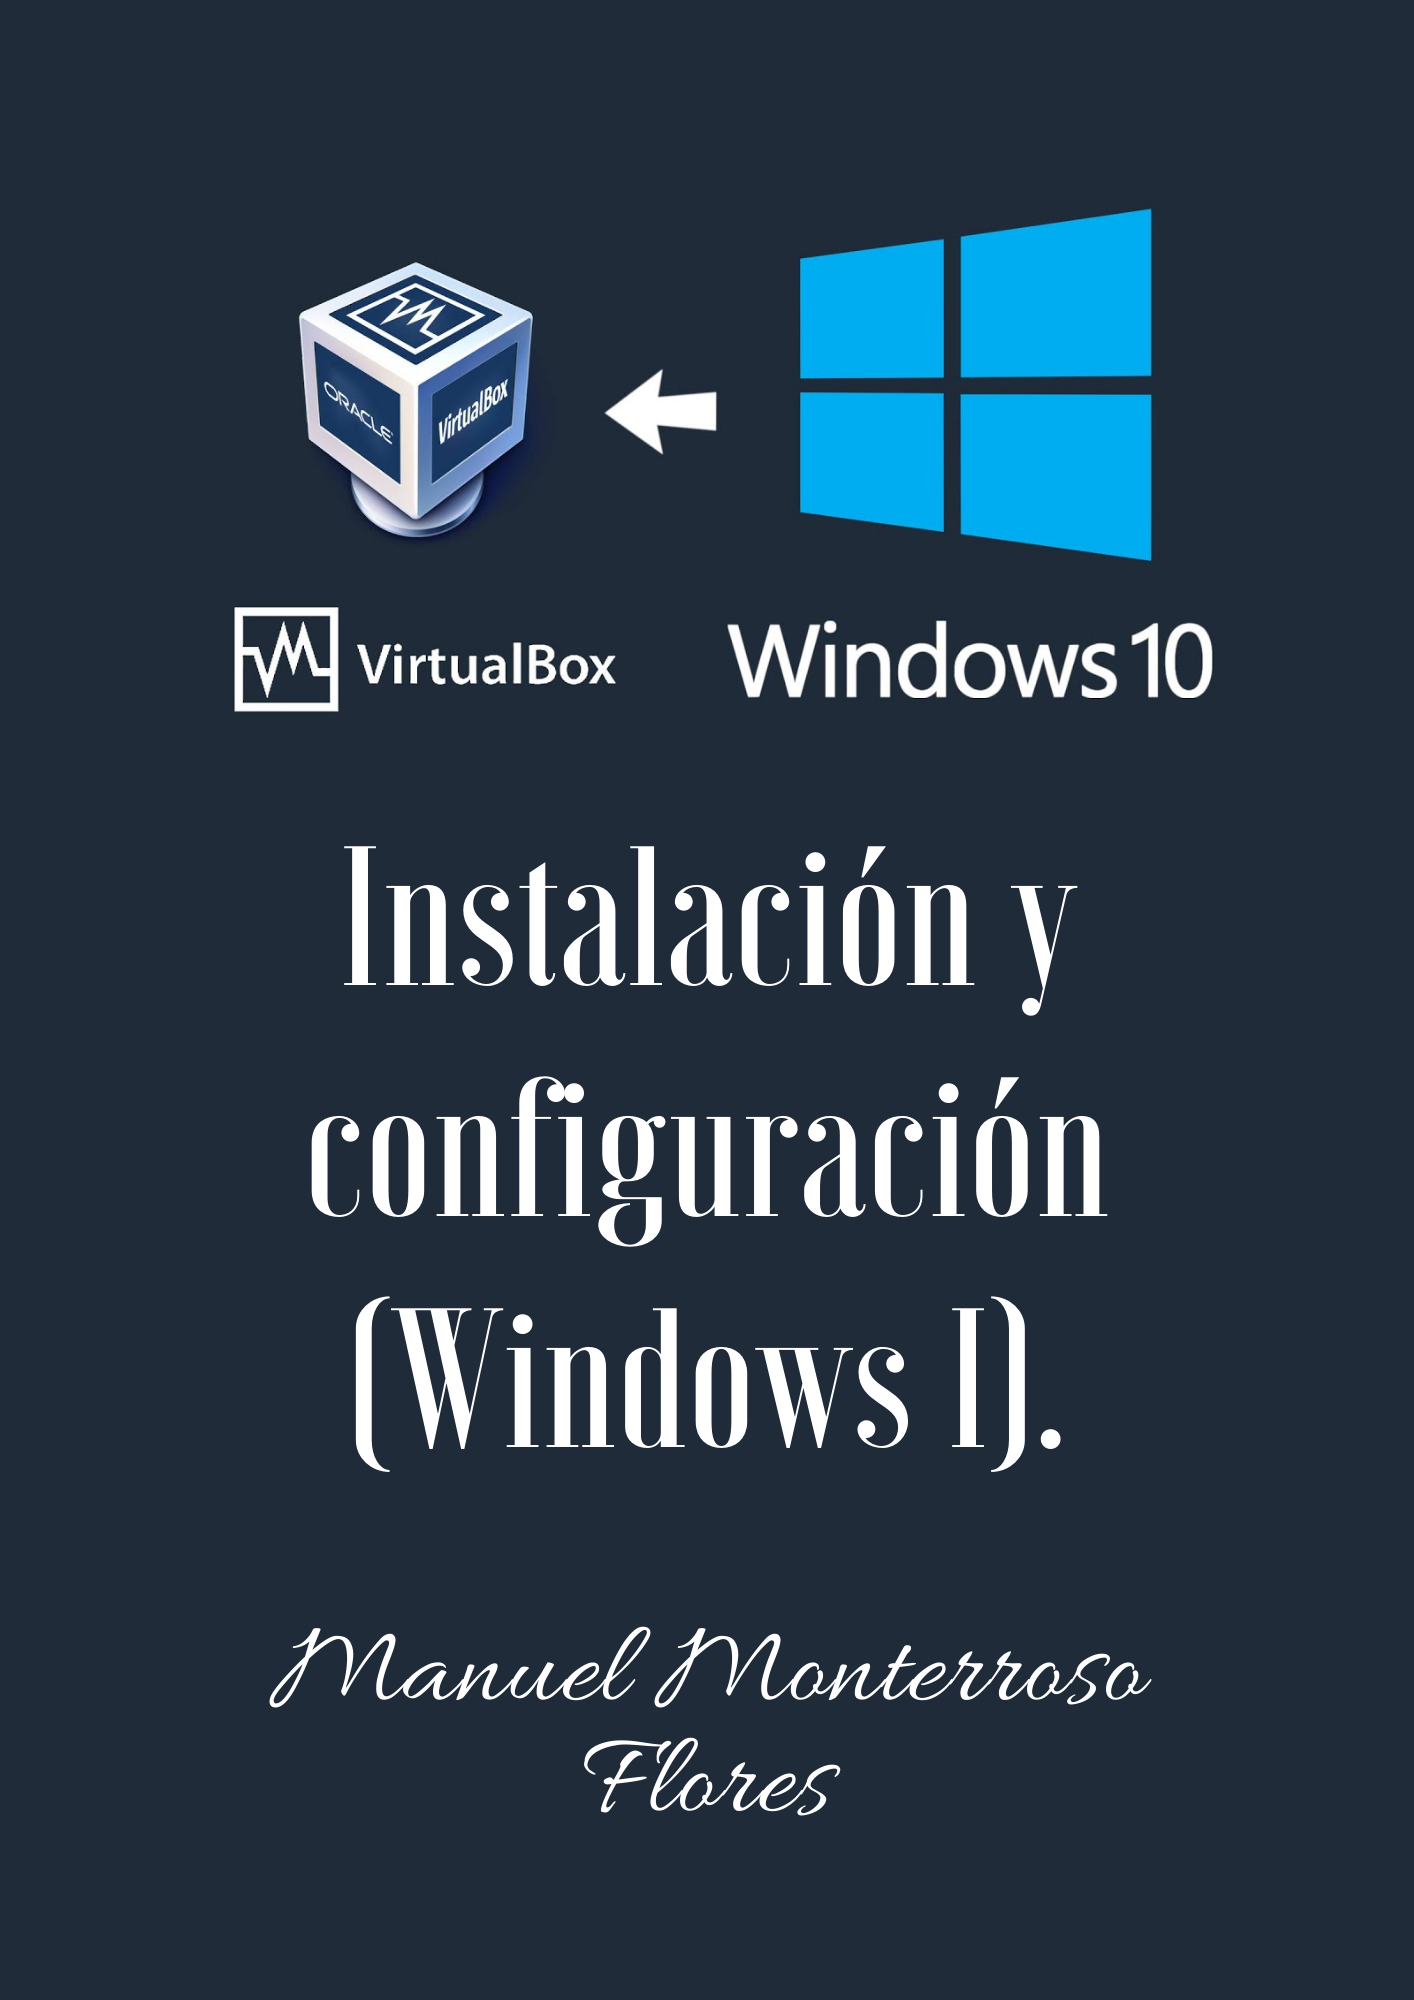 ORACLE
VirtualBox
VirtualBox
Windows 10
Instalación y
configuración
(Windows I).
Manuel Monterroso
Flores